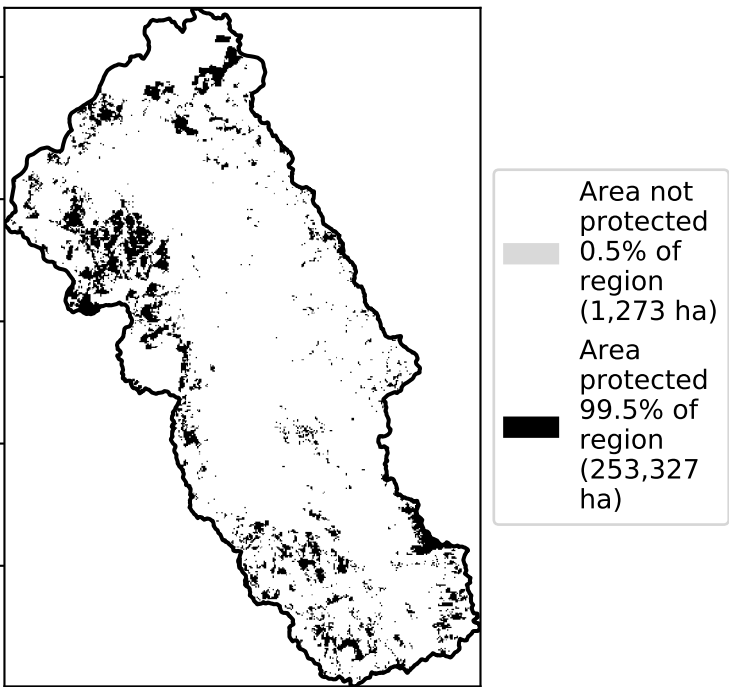 Area not
protected
0.5% of
region
(1,273 ha)
Area
protected
99.5% of
region
(253,327
ha)